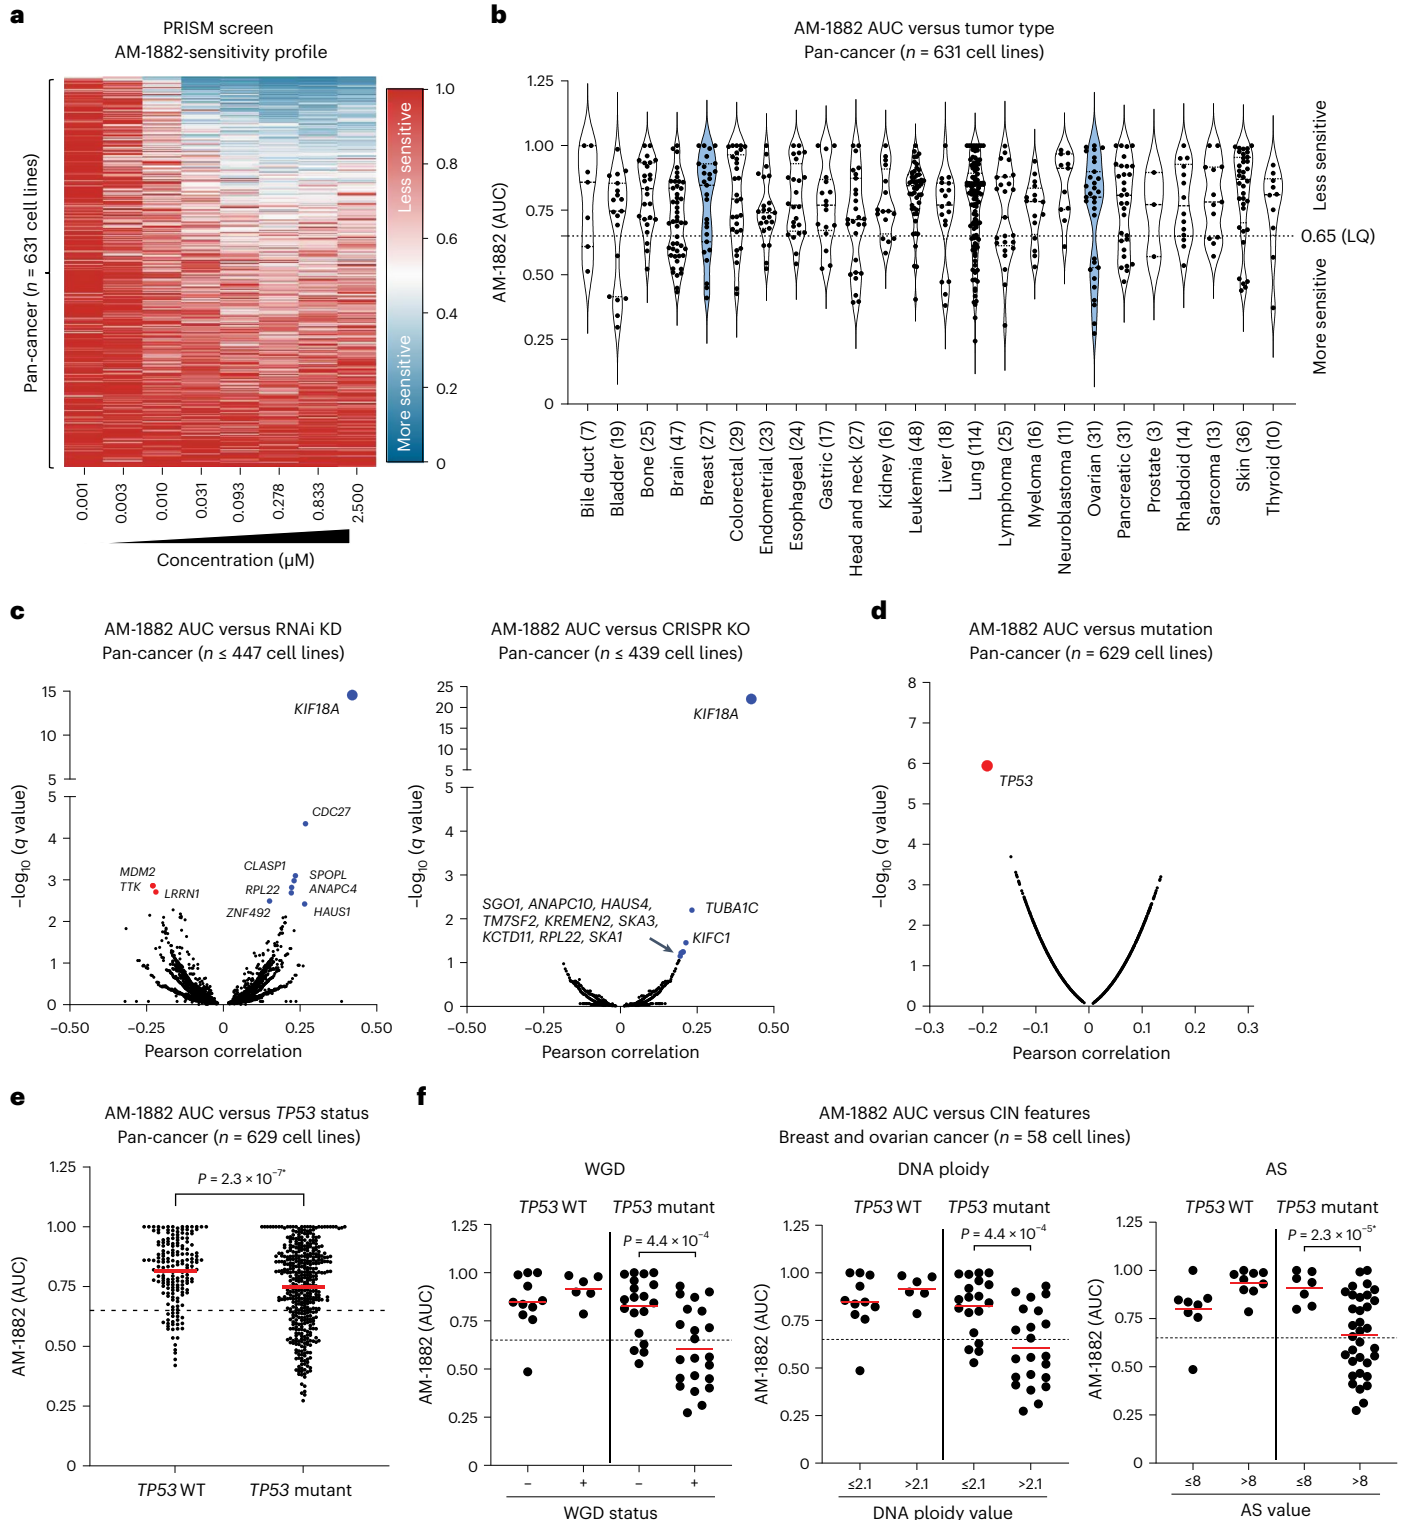 a
PRISM screen
AM-1882-sensitivity profile
Pan-cancer (n = 631 cell lines)
1.0
0.8
0.6
0.4
0.2
0
Less sensitive
More sensitive
0.001
0.003
0.010
0.031
0.093
0.278
0.833
2.500
Concentration (µM)
b
AM-1882 AUC versus tumor type
Pan-cancer (n = 631 cell lines)
AM-1882 (AUC)
1.25
1.00
0.75
0.50
0.25
0
Less sensitive
0.65 (LQ)
More sensitive
Bile duct (7)
Bladder (19)
Bone (25)
Brain (47)
Breast (27)
Colorectal (29)
Endometrial (23)
Esophageal (24)
Gastric (17)
Head and neck (27)
Kidney (16)
Leukemia (48)
Liver (18)
Lung (114)
Lymphoma (25)
Myeloma (16)
Neuroblastoma (11)
Ovarian (31)
Pancreatic (31)
Prostate (3)
Rhabdoid (14)
Sarcoma (13)
Skin (36)
Thyroid (10)
c
AM-1882 AUC versus RNAi KD
Pan-cancer (n ≤ 447 cell lines)
−log10 (q value)
15
10
5
5
4
3
2
1
0
KIF18A
CDC27
MDM2
TTK
LRRN1
CLASP1
SPOPL
RPL22
ANAPC4
ZNF492
HAUS1
−0.50
−0.25
0
0.25
0.50
Pearson correlation
AM-1882 AUC versus CRISPR KO
Pan-cancer (n ≤ 439 cell lines)
−log10 (q value)
25
20
15
10
5
5
4
3
2
1
0
KIF18A
SGO1, ANAPC10, HAUS4,
TM7SF2, KREMEN2, SKA3,
KCTD11, RPL22, SKA1
TUBA1C
KIFC1
−0.50
−0.25
0
0.25
0.50
Pearson correlation
d
AM-1882 AUC versus mutation
Pan-cancer (n = 629 cell lines)
−log10 (q value)
8
7
6
5
4
3
2
1
0
TP53
−0.3
−0.2
−0.1
0
0.1
0.2
0.3
Pearson correlation
e
AM-1882 AUC versus TP53 status
Pan-cancer (n = 629 cell lines)
AM-1882 (AUC)
1.25
1.00
0.75
0.50
0.25
0
P = 2.3 × 10−7*
TP53 WT
TP53 mutant
f
AM-1882 AUC versus CIN features
Breast and ovarian cancer (n = 58 cell lines)
WGD
TP53 WT
TP53 mutant
P = 4.4 × 10−4
AM-1882 (AUC)
1.25
1.00
0.75
0.50
0.25
0
−
+
−
+
WGD status
DNA ploidy
TP53 WT
TP53 mutant
P = 4.4 × 10−4
AM-1882 (AUC)
1.25
1.00
0.75
0.50
0.25
0
≤2.1
>2.1
≤2.1
>2.1
DNA ploidy value
AS
TP53 WT
TP53 mutant
P = 2.3 × 10−5*
AM-1882 (AUC)
1.25
1.00
0.75
0.50
0.25
0
≤8
>8
≤8
>8
AS value